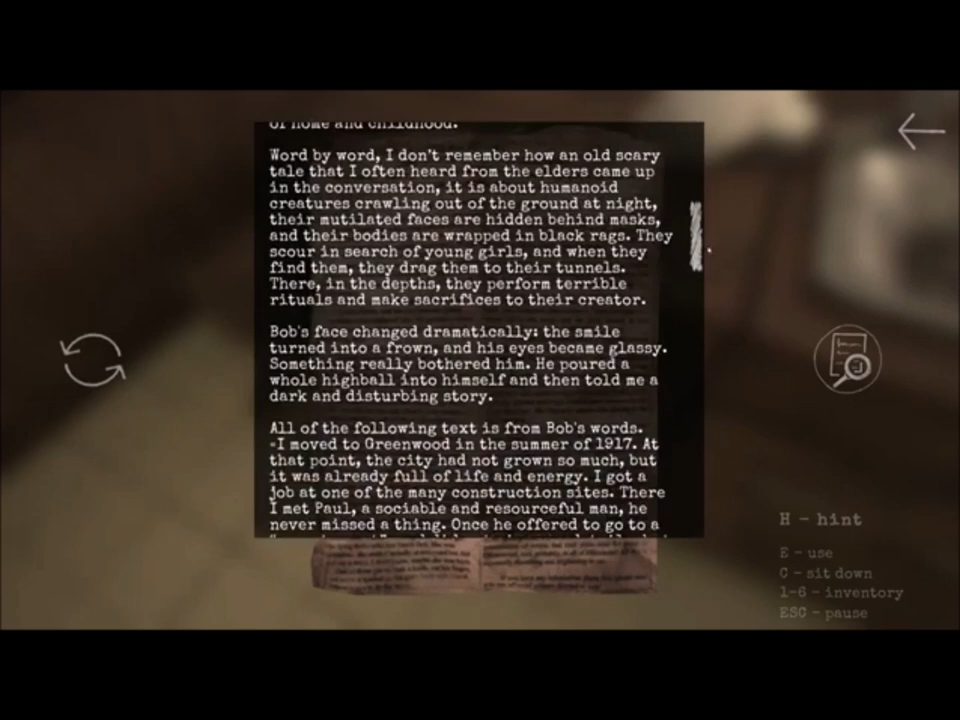 of home and childhood.
Word by word, I don't remember how an old scary
tale that I often heard from the elders came up
in the conversation, it is about humanoid
creatures crawling out of the ground at night,
their mutilated faces are hidden behind masks,
and their bodies are wrapped in black rags. They
scour in search of young girls, and when they
find them, they drag them to their tunnels.
There, in the depths, they perform terrible
rituals and make sacrifices to their creator.
Bob's face changed dramatically: the smile
turned into a frown, and his eyes became glassy.
Something really bothered him. He poured a
whole highball into himself and then told me a
dark and disturbing story.
All of the following text is from Bob's words.
-I moved to Greenwood in the summer of 1917. At
that point, the city had not grown so much, but
it was already full of life and energy. I got a
job at one of the many construction sites. There
I met Paul, a sociable and resourceful man, he
never missed a thing. Once he offered to go to a
H - hint
E - use
C - sit down
1-6 - inventory
ESC - pause